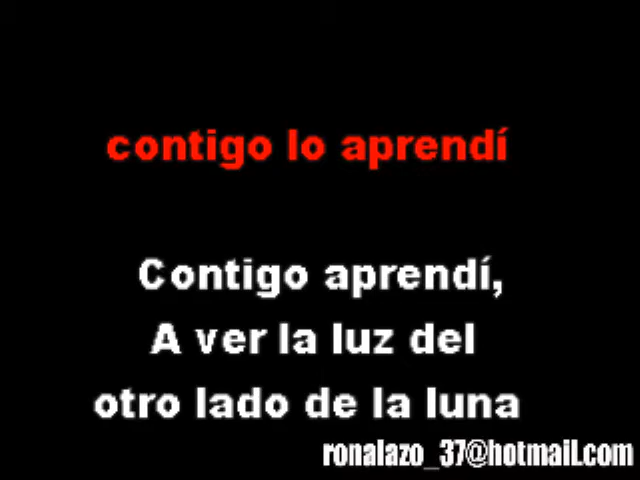 contigo lo aprendí
Contigo aprendí,
A ver la luz del
otro lado de la luna
ronalazo_37@hotmail.com